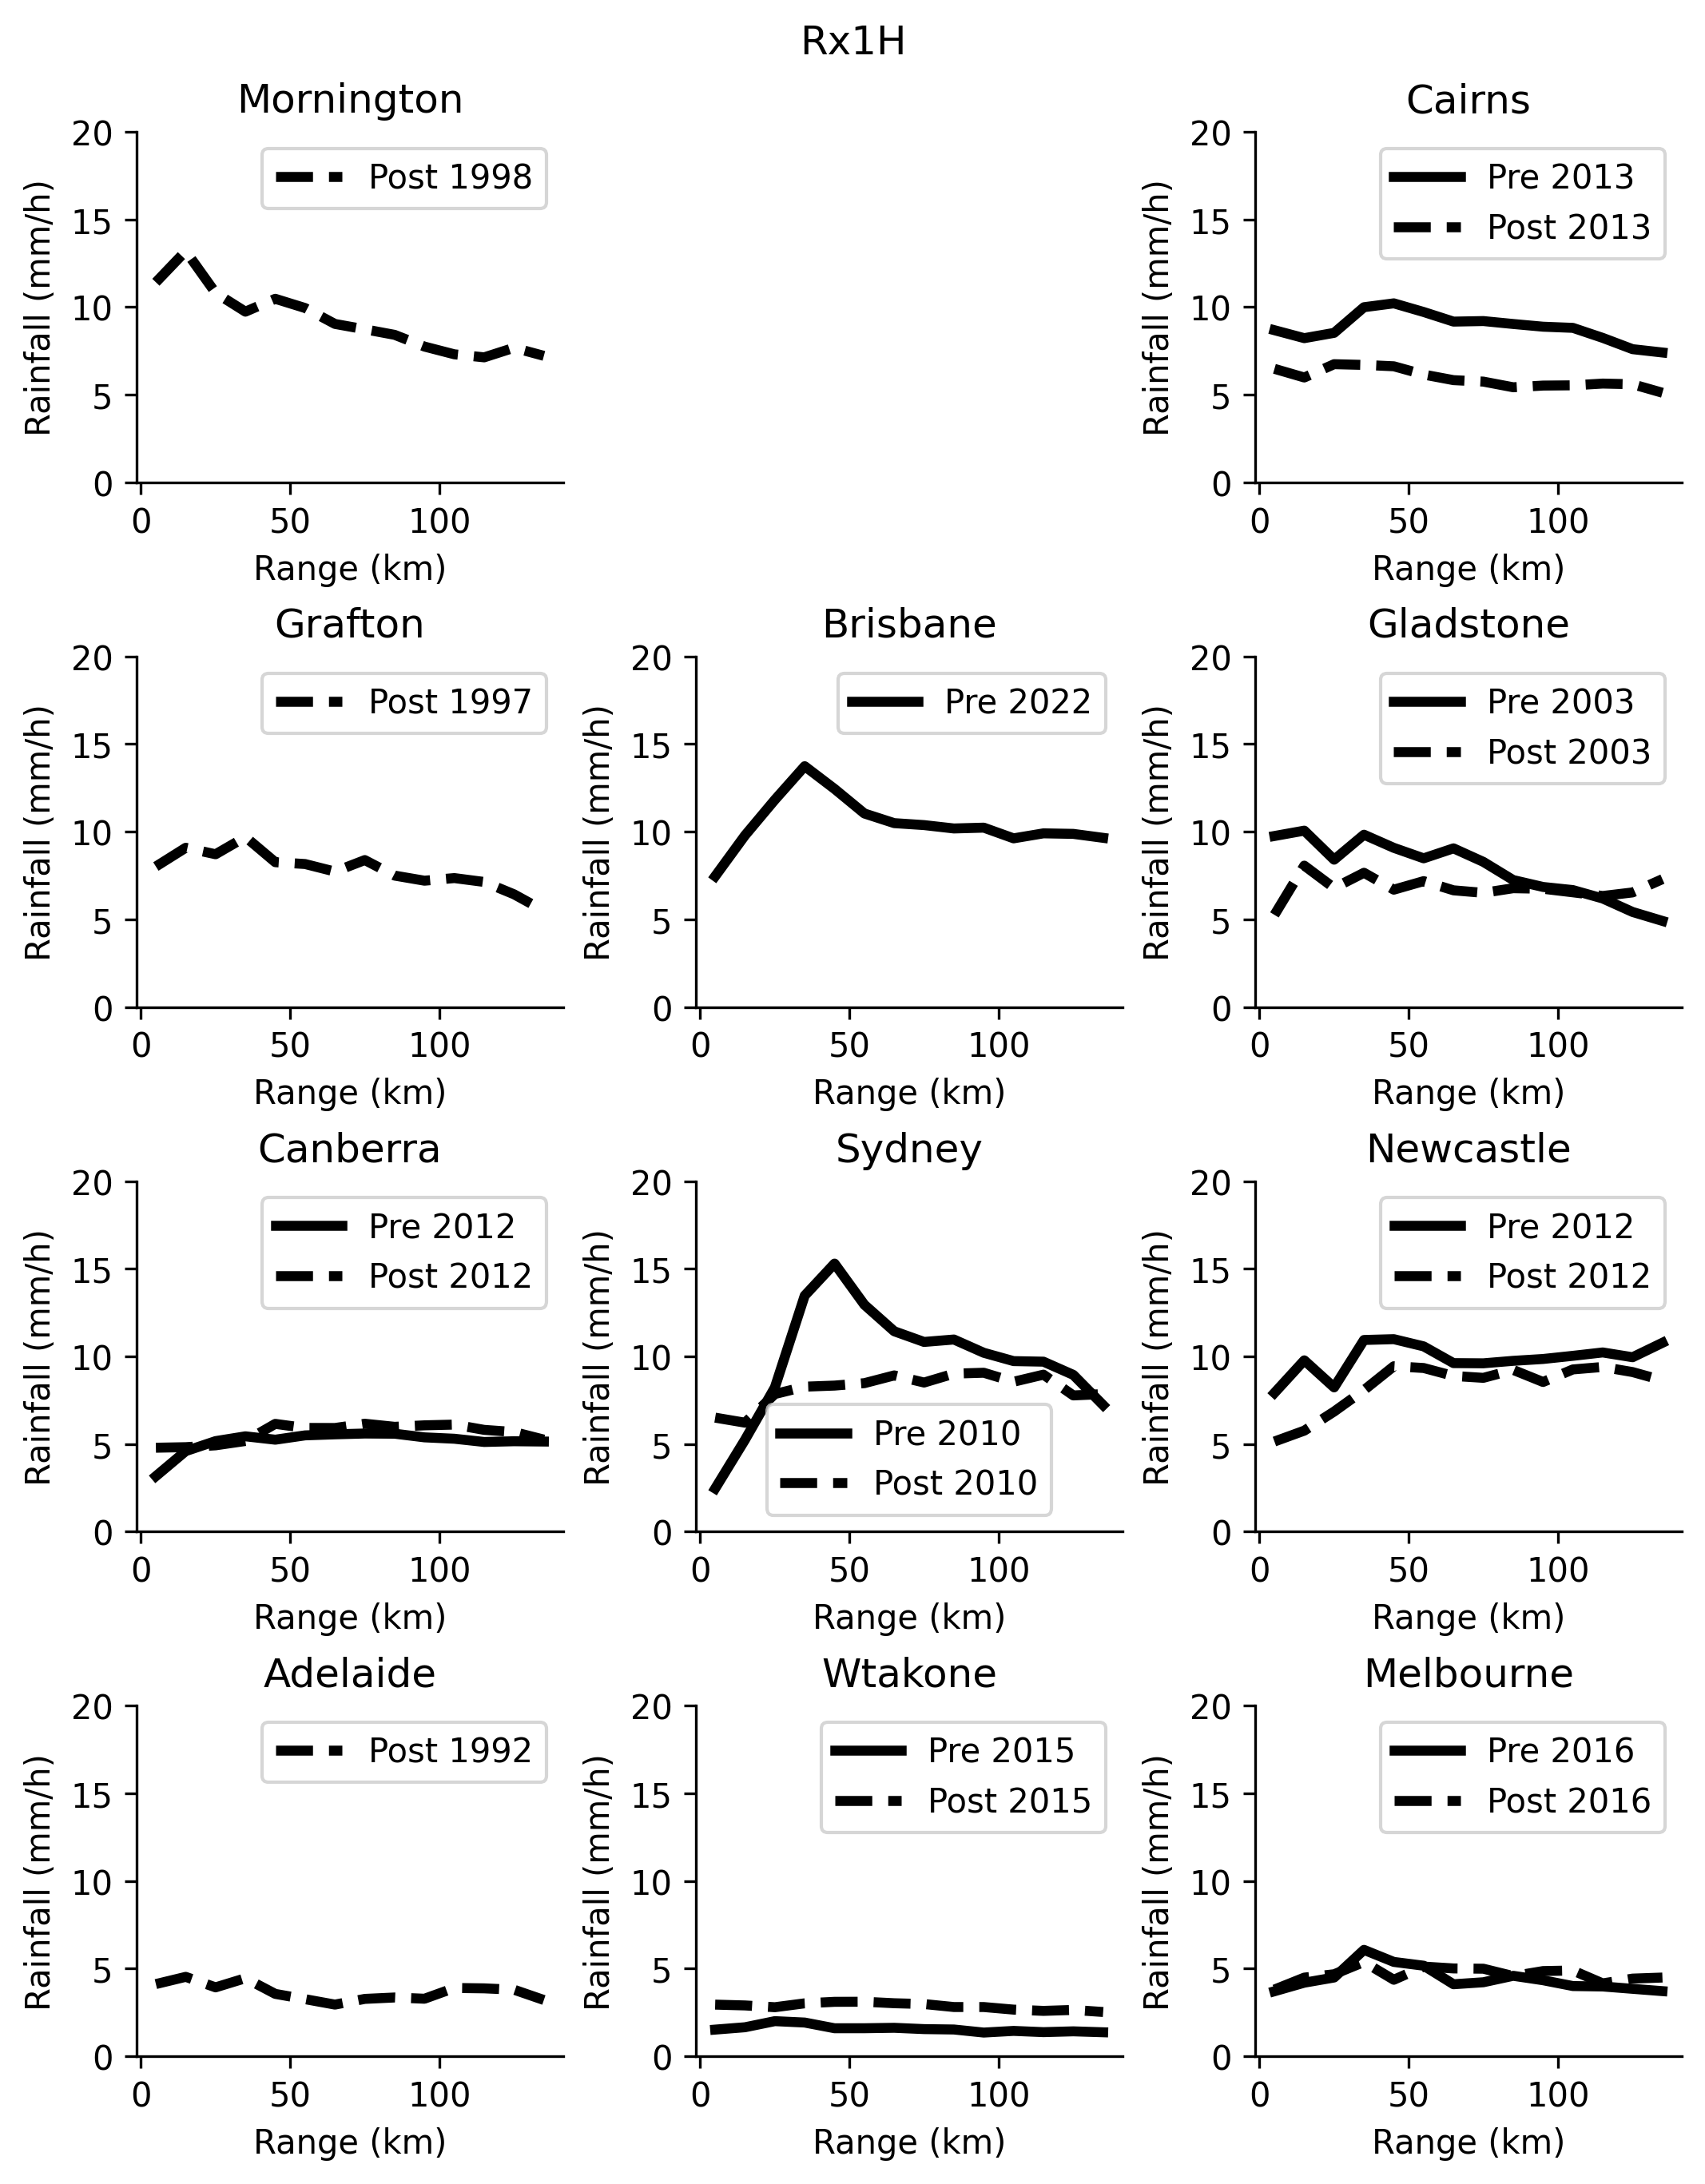 Rx1H
Mornington
Rainfall (mm/h)
20
15
10
5
0
Post 1998
0 50 100
Range (km)
Cairns
Rainfall (mm/h)
20
15
10
5
0
Pre 2013
Post 2013
0 50 100
Range (km)
Grafton
Rainfall (mm/h)
20
15
10
5
0
Post 1997
0 50 100
Range (km)
Brisbane
Rainfall (mm/h)
20
15
10
5
0
Pre 2022
0 50 100
Range (km)
Gladstone
Rainfall (mm/h)
20
15
10
5
0
Pre 2003
Post 2003
0 50 100
Range (km)
Canberra
Rainfall (mm/h)
20
15
10
5
0
Pre 2012
Post 2012
0 50 100
Range (km)
Sydney
Rainfall (mm/h)
20
15
10
5
0
Pre 2010
Post 2010
0 50 100
Range (km)
Newcastle
Rainfall (mm/h)
20
15
10
5
0
Pre 2012
Post 2012
0 50 100
Range (km)
Adelaide
Rainfall (mm/h)
20
15
10
5
0
Post 1992
0 50 100
Range (km)
Wtakone
Rainfall (mm/h)
20
15
10
5
0
Pre 2015
Post 2015
0 50 100
Range (km)
Melbourne
Rainfall (mm/h)
20
15
10
5
0
Pre 2016
Post 2016
0 50 100
Range (km)